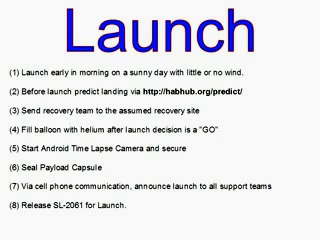 Launch
(1) Launch early in morning on a sunny day with little or no wind.
(2) Before launch predict landing via http://habhub.org/predict/
(3) Send recovery team to the assumed recovery site
(4) Fill balloon with helium after launch decision is a "GO"
(5) Start Android Time Lapse Camera and secure
(6) Seal Payload Capsule
(7) Via cell phone communication, announce launch to all support teams
(8) Release SL-2061 for Launch.